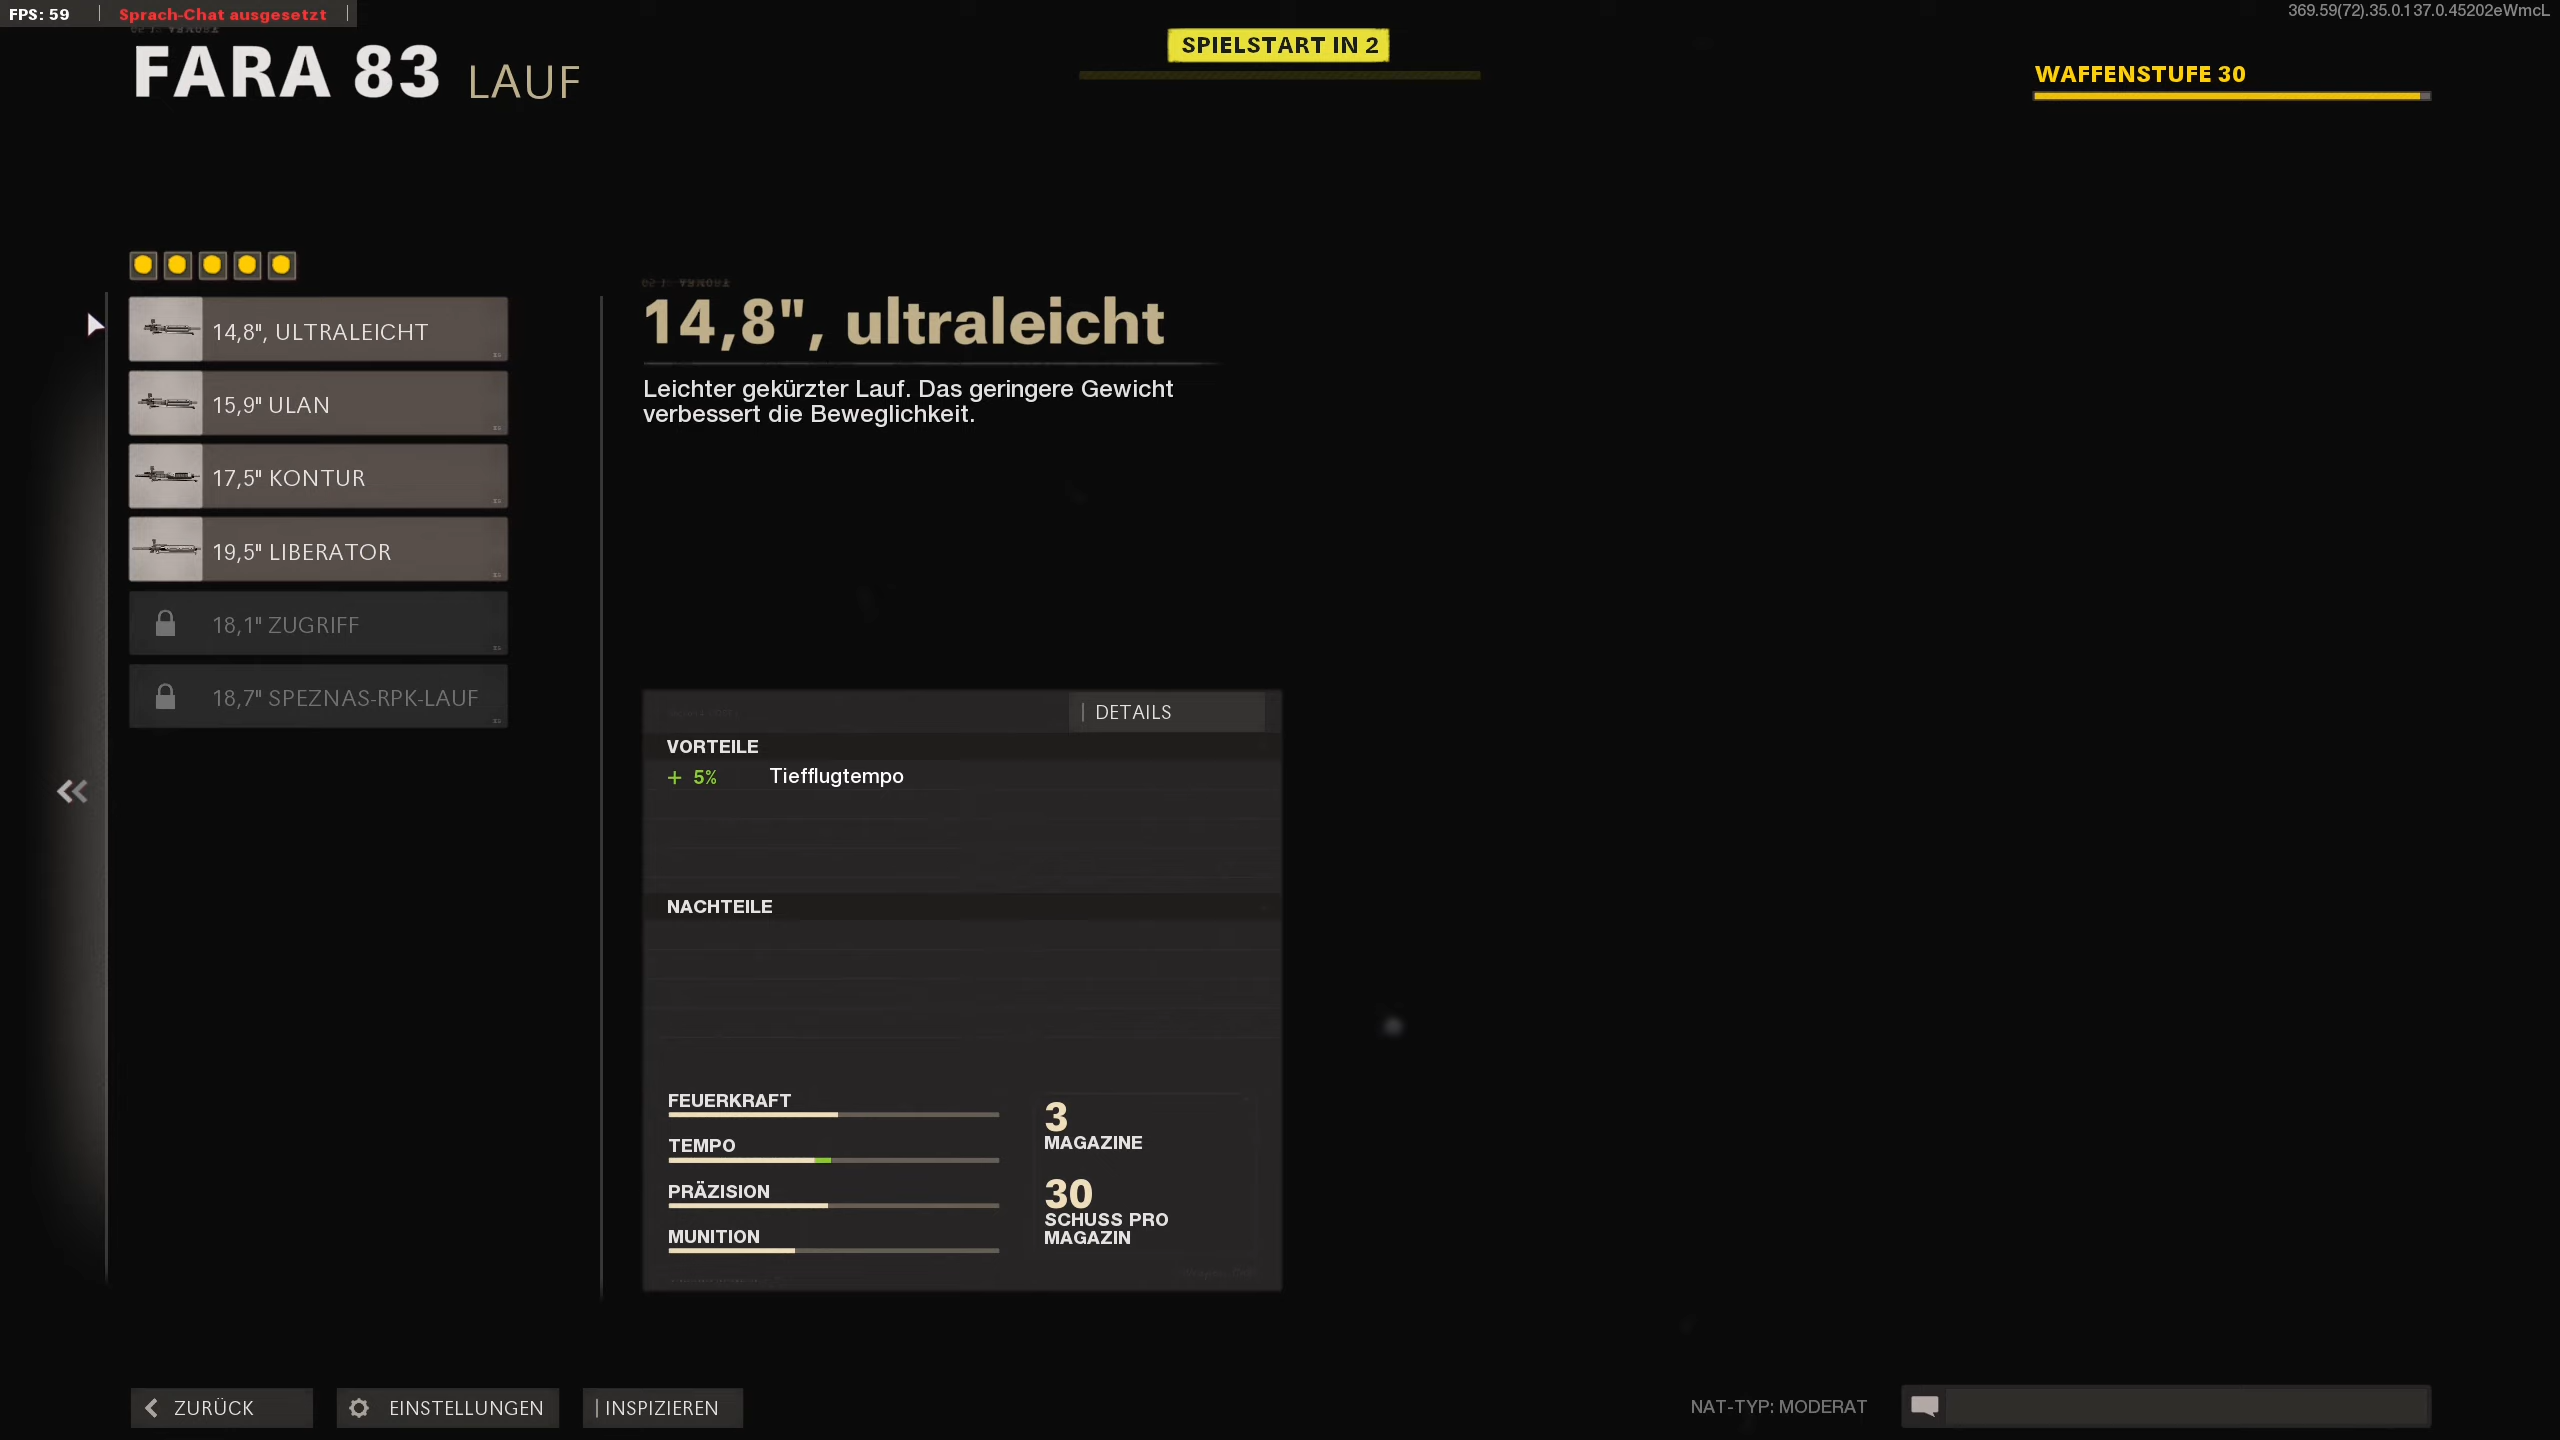 FPS: 59 | Sprach-Chat ausgesetzt |
369.59(72).35.0.137.0.45202eWmcL
FARA 83 LAUF
SPIELSTART IN 2
WAFFENSTUFE 30
14,8", ULTRALEICHT
15,9" ULAN
17,5" KONTUR
19,5" LIBERATOR
18,1" ZUGRIFF
18,7" SPEZNAS-RPK-LAUF
14,8", ultraleicht
Leichter gekürzter Lauf. Das geringere Gewicht
verbessert die Beweglichkeit.
DETAILS
VORTEILE
+ 5% Tiefflugtempo
NACHTEILE
FEUERKRAFT
TEMPO
PRÄZISION
MUNITION
3
MAGAZINE
30
SCHUSS PRO
MAGAZIN
ZURÜCK
EINSTELLUNGEN
INSPIZIEREN
NAT-TYP: MODERAT